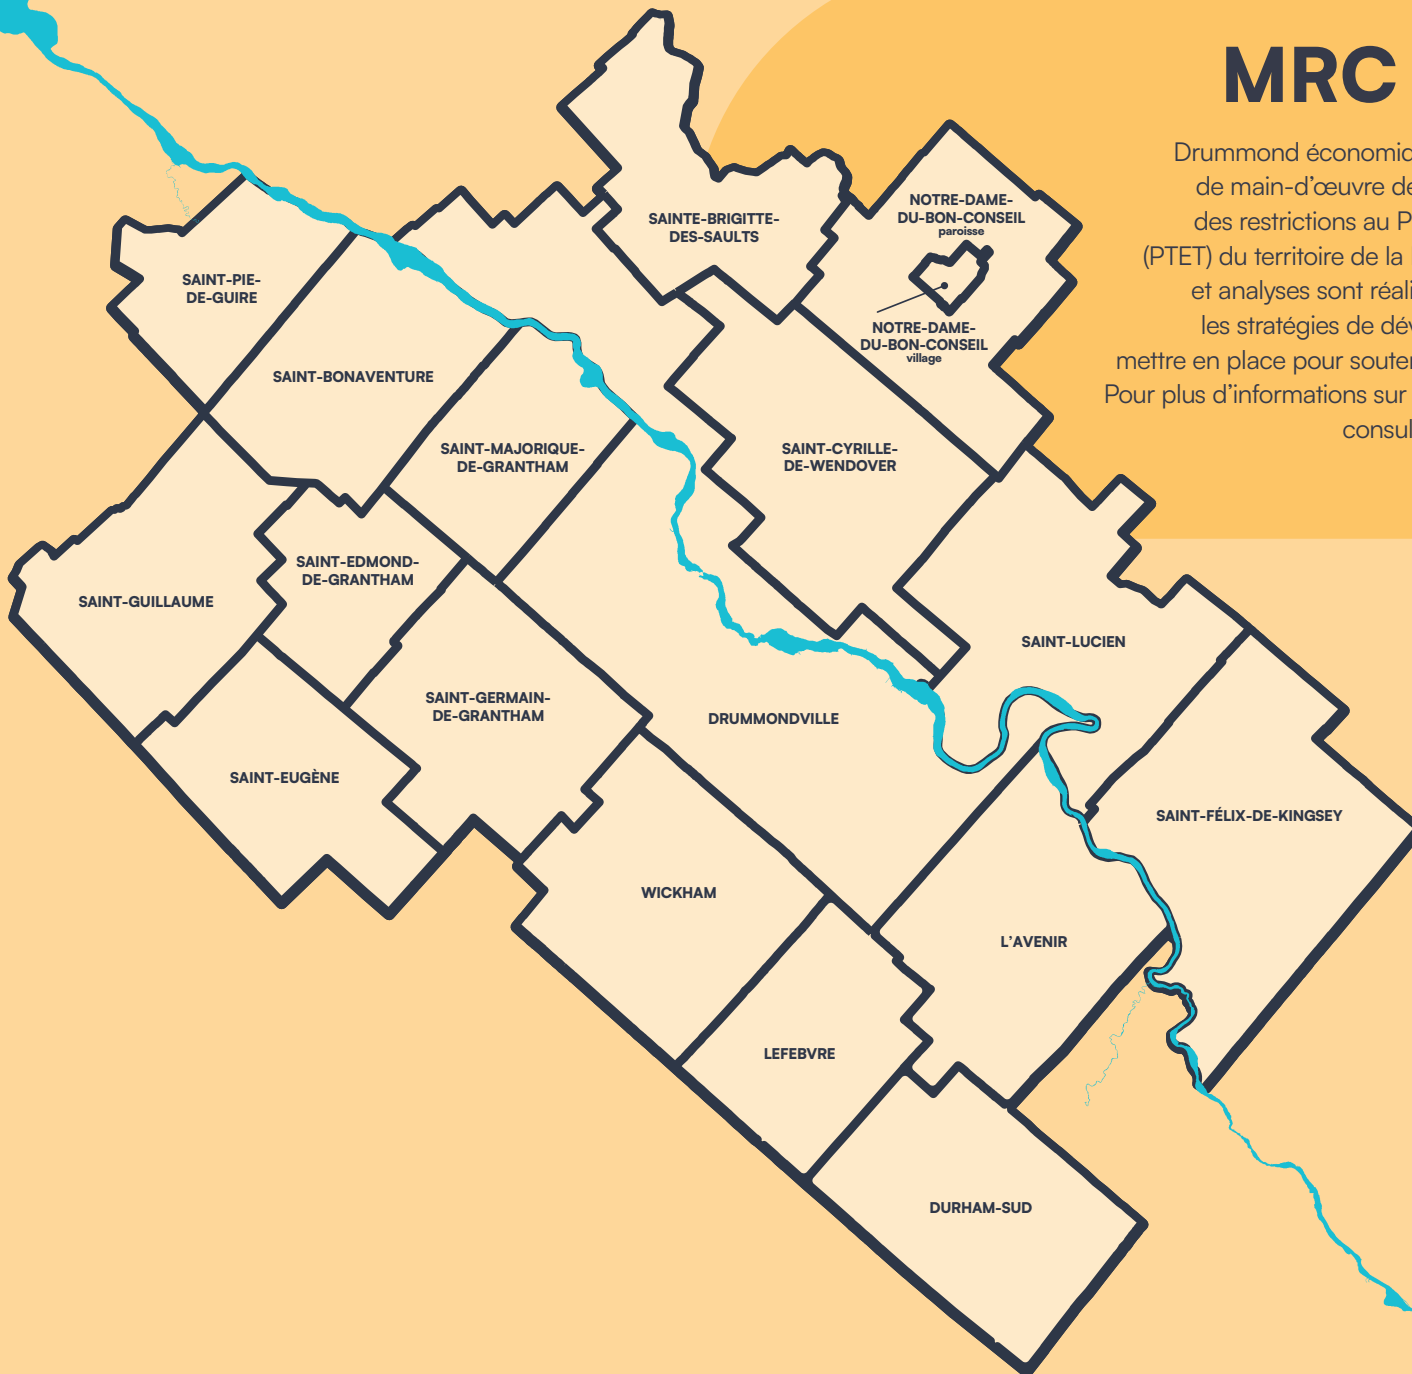 MRC
Drummond économiq
de main-d'œuvre de
des restrictions au P
(PTET) du territoire de la
et analyses sont réali
les stratégies de dév
mettre en place pour souter
Pour plus d'informations sur
consul
SAINTE-BRIGITTE-
DES-SAULTS
NOTRE-DAME-
DU-BON-CONSEIL
paroisse
NOTRE-DAME-
DU-BON-CONSEIL
village
SAINT-PIE-
DE-GUIRE
SAINT-BONAVENTURE
SAINT-MAJORIQUE-
DE-GRANTHAM
SAINT-CYRILLE-
DE-WENDOVER
SAINT-EDMOND-
DE-GRANTHAM
SAINT-GUILLAUME
SAINT-LUCIEN
SAINT-GERMAIN-
DE-GRANTHAM
DRUMMONDVILLE
SAINT-EUGÈNE
SAINT-FÉLIX-DE-KINGSEY
WICKHAM
L'AVENIR
LEFEBVRE
DURHAM-SUD